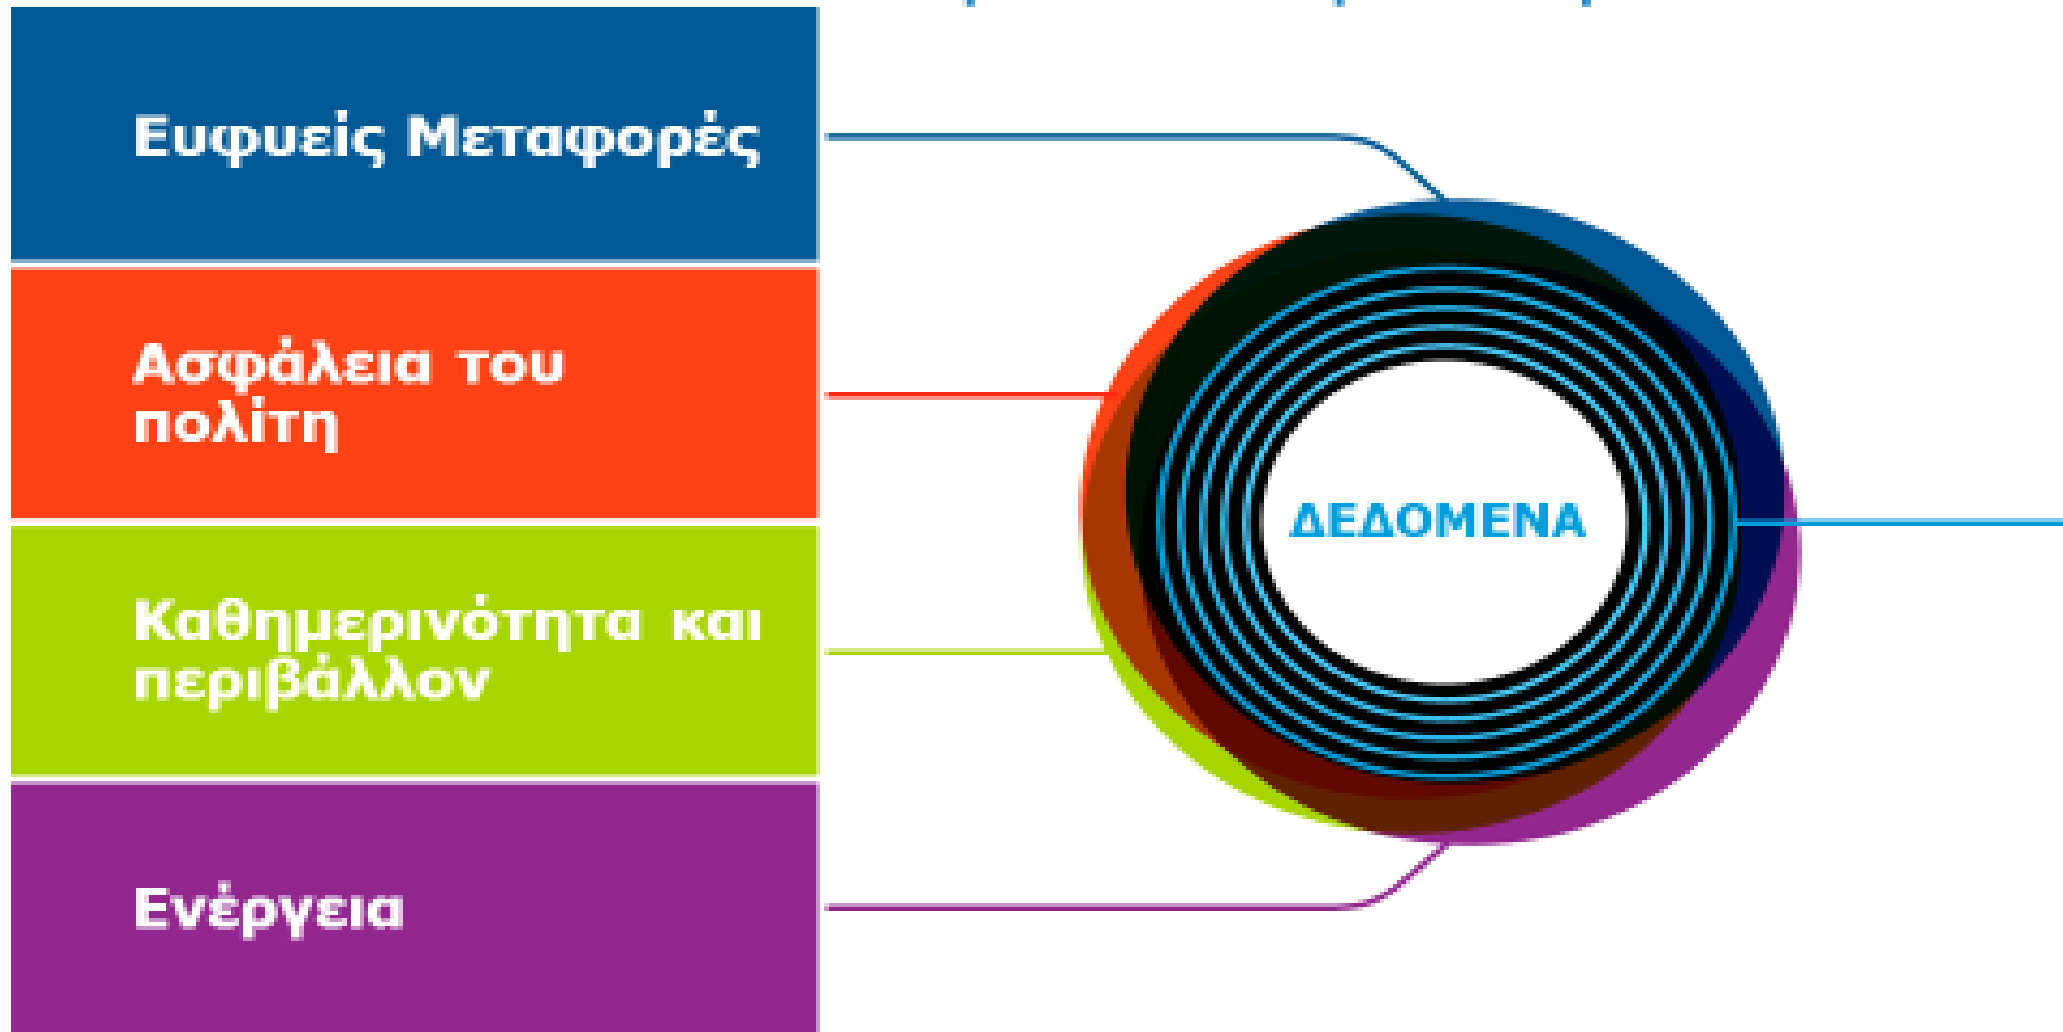 Ευφυείς Μεταφορές
Ασφάλεια του
πολίτη
Καθημερινότητα και
περιβάλλον
Ενέργεια
ΔΕΔΟΜΕΝΑ